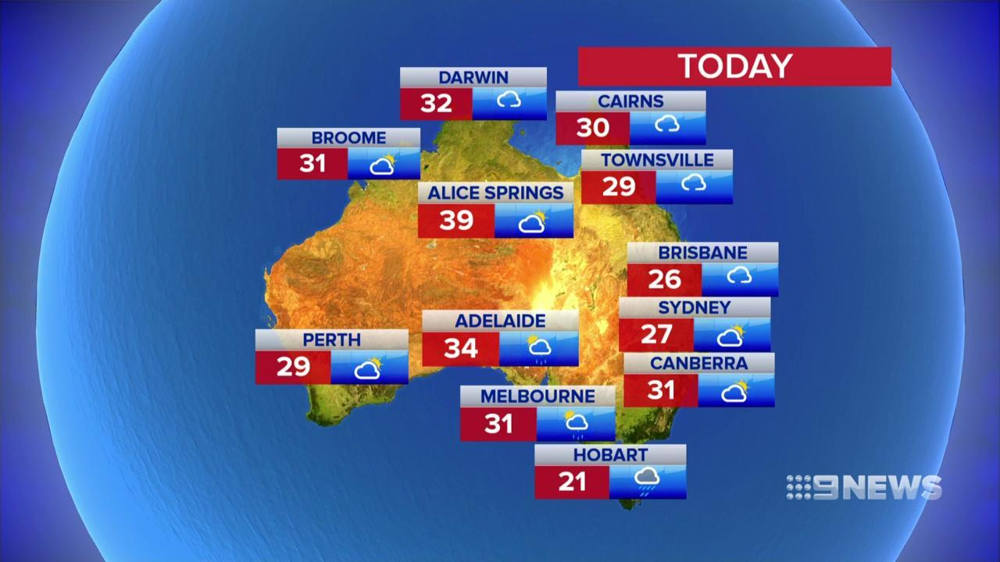 TODAY
DARWIN
32
CAIRNS
30
BROOME
31
TOWNSVILLE
29
ALICE SPRINGS
39
BRISBANE
26
SYDNEY
27
ADELAIDE
34
PERTH
29
CANBERRA
31
MELBOURNE
31
HOBART
21
9NEWS